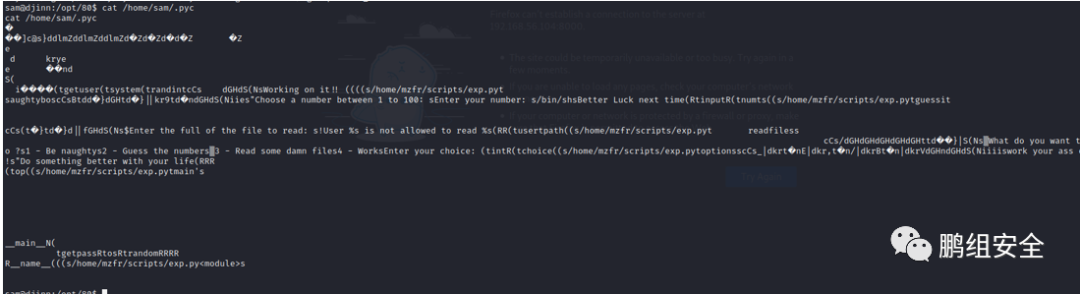 sam@djinn:/opt/80$ cat /home/sam/.pyc
cat /home/sam/.pyc
�
��]c@s}ddlmZddlmZddlmZd�Zd�Zd�d�Z �Z
e
d krye
e ��nd
S(
i����(tgetuser(tsystem(trandintcCs dGHdS(NsWorking on it!! ((((s/home/mzfr/scripts/exp.pyt
saughtyboscCsBtdd�}dGHtd�}||kr9td�ndGHdS(Niies"Choose a number between 1 to 100: sEnter your number: s/bin/shsBetter Luck next time(RtinputR(tnumts((s/home/mzfr/scripts/exp.pytguessit
cCs(t�}td�}d||fGHdS(Ns$Enter the full of the file to read: s!User %s is not allowed to read %s(RR(tusertpath((s/home/mzfr/scripts/exp.pyt readfiless
cCs/dGHdGHdGHdGHdGHttd��}|S(Ns What do you want t
o ?s1 - Be naughtys2 - Guess the numbers 3 - Read some damn files4 - WorksEnter your choice: (tintR(tchoice((s/home/mzfr/scripts/exp.pytoptionsscCs_|dkrt�nE|dkr,t�n/|dkrBt�n|dkrVdGHndGHdS(Niiiiswork your ass
!s"Do something better with your life(RRR
(top((s/home/mzfr/scripts/exp.pytmain's
__main__N(
tgetpassRtosRtrandomRRRR
R__name__(((s/home/mzfr/scripts/exp.py<module>s
sam@djinn:/opt/80$
鹏组安全